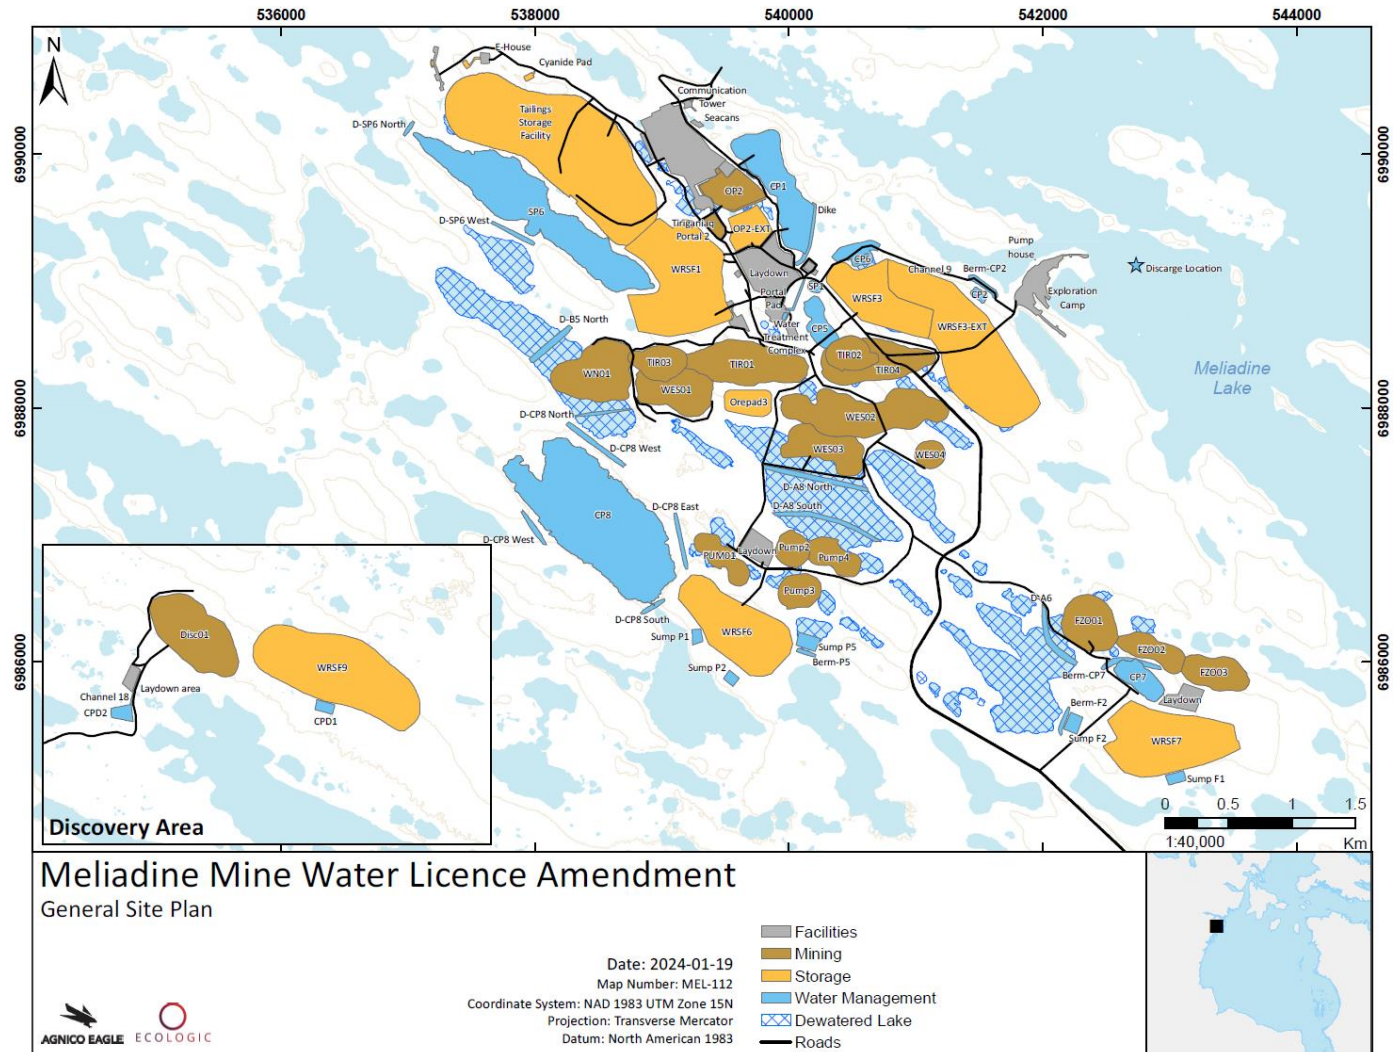 536000
538000
540000
542000
544000
N
E-House
Cyanide Pad
Communication
Tower
Seacans
Tailings
Storage
Facility
D-SP6 North
6990000
6990000
OP2
CP1
SP6
D-SP6 West
Dike
Tiriganiaq
Portal 2
OP2-EXT
Pump
house
CP6
Channel 9
Berm-CP2
Discarge Location
WRSF1
Laydown
Portal
Pad
SP1
CP2
Exploration
Camp
WRSF3
D-B5 North
Water
Treatment
Complex
CP5
WRSF3-EXT
TIR03
TIR01
TIR02
TIR04
WN01
WES01
Meliadine
Lake
6988000
6988000
D-CP8 North
Orepad3
WES02
D-CP8 West
WES03
WES04
D-A8 North
D-A8 South
CP8
D-CP8 East
D-CP8 West
PUM01
Laydown
Pump2
Pump4
Pump3
D-A6
D-CP8 South
Sump P1
WRSF6
Sump P5
Berm-P5
Sump P2
FZO01
FZO02
FZO03
Berm-CP7
CP7
Laydown
Berm-F2
Sump F2
WRSF7
Sump F1
6986000
6986000
Disc01
WRSF9
Laydown area
Channel 18
CPD2
CPD1
Discovery Area
0 0.5 1 1.5
1:40,000 Km
Meliadine Mine Water Licence Amendment
General Site Plan
Date: 2024-01-19
Map Number: MEL-112
Coordinate System: NAD 1983 UTM Zone 15N
Projection: Transverse Mercator
Datum: North American 1983
AGNICO EAGLE
ECOLOGIC
Facilities
Mining
Storage
Water Management
Dewatered Lake
Roads